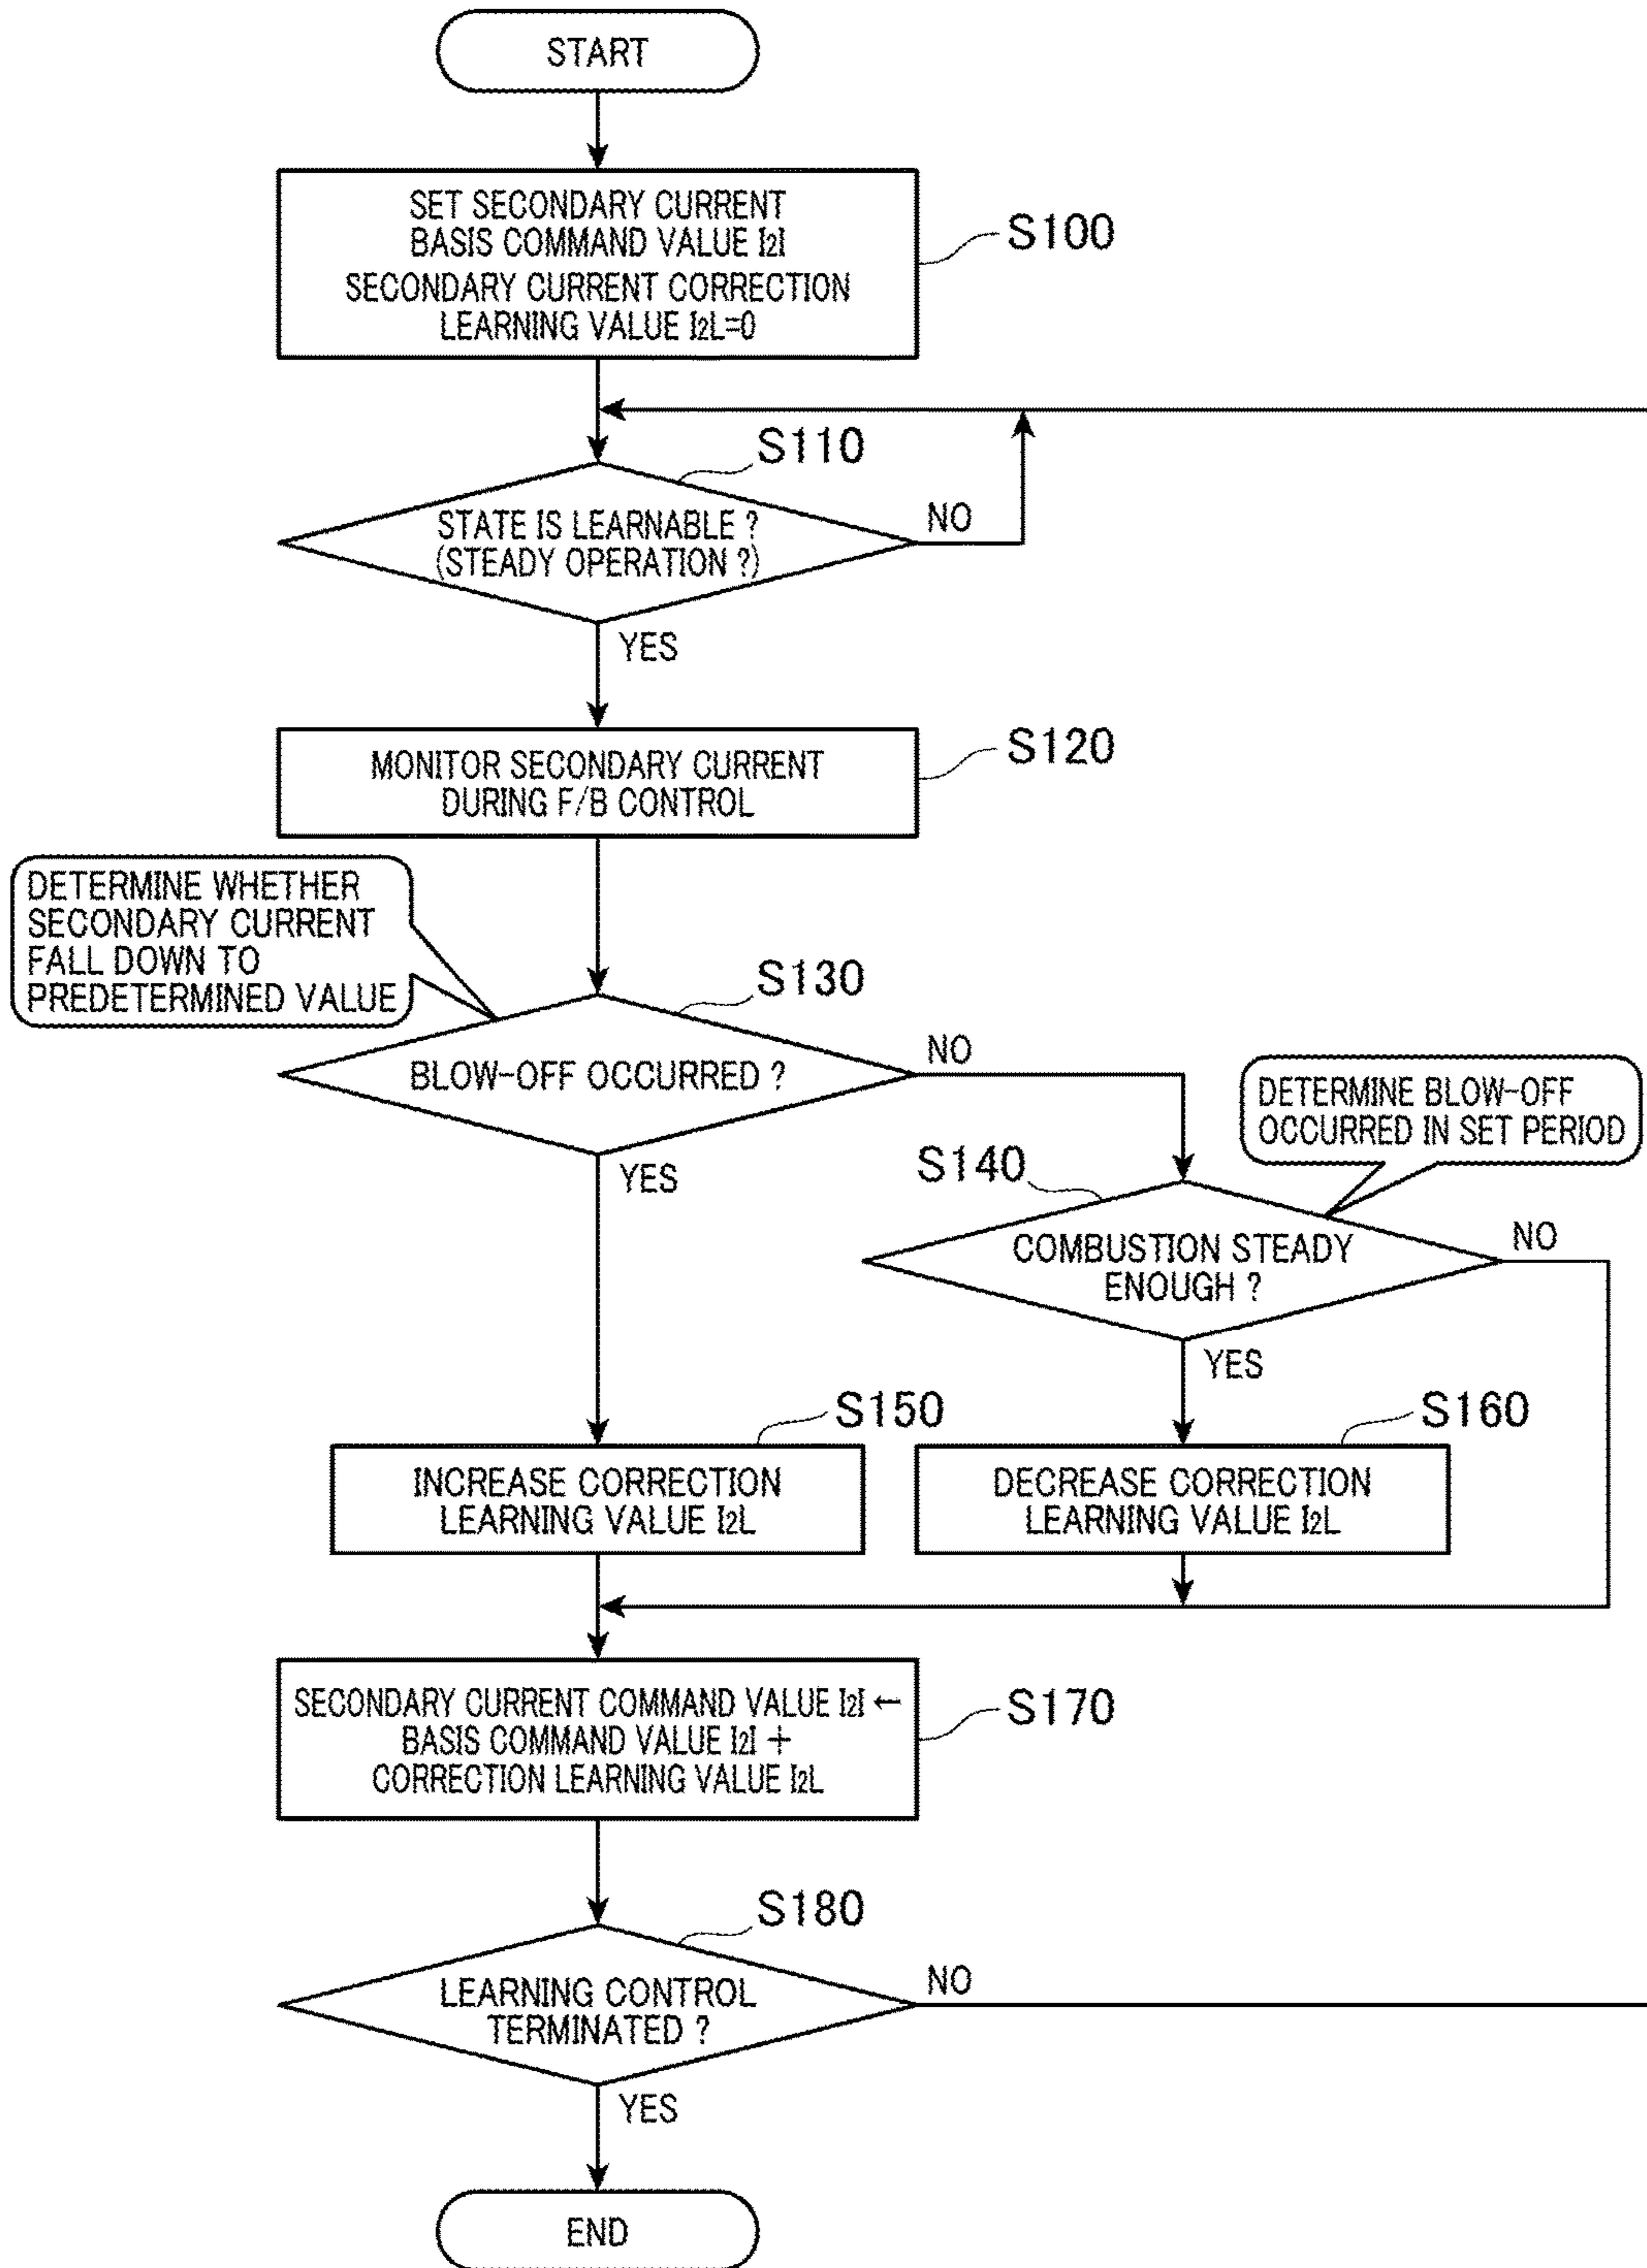 START
SET SECONDARY CURRENT
BASIS COMMAND VALUE I2I
SECONDARY CURRENT CORRECTION
LEARNING VALUE I2L=0
S100
S110
STATE IS LEARNABLE ?
(STEADY OPERATION ?)
NO
YES
MONITOR SECONDARY CURRENT
DURING F/B CONTROL
S120
DETERMINE WHETHER
SECONDARY CURRENT
FALL DOWN TO
PREDETERMINED VALUE
S130
BLOW-OFF OCCURRED ?
NO
YES
DETERMINE BLOW-OFF
OCCURRED IN SET PERIOD
S140
COMBUSTION STEADY
ENOUGH ?
NO
YES
S150
INCREASE CORRECTION
LEARNING VALUE I2L
S160
DECREASE CORRECTION
LEARNING VALUE I2L
SECONDARY CURRENT COMMAND VALUE I2I ←
BASIS COMMAND VALUE I2I +
CORRECTION LEARNING VALUE I2L
S170
S180
LEARNING CONTROL
TERMINATED ?
NO
YES
END